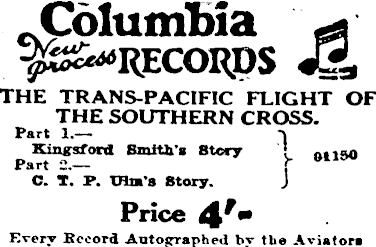 Columbia
New
process RECORDS
THE TRANS-PACIFIC FLIGHT OF
THE SOUTHERN CROSS.
Part 1.—
Kingsford Smith's Story
Part 2.—
C. T. P. Ulm's Story.
01150
Price 4/-
Every Record Autographed by the Aviators